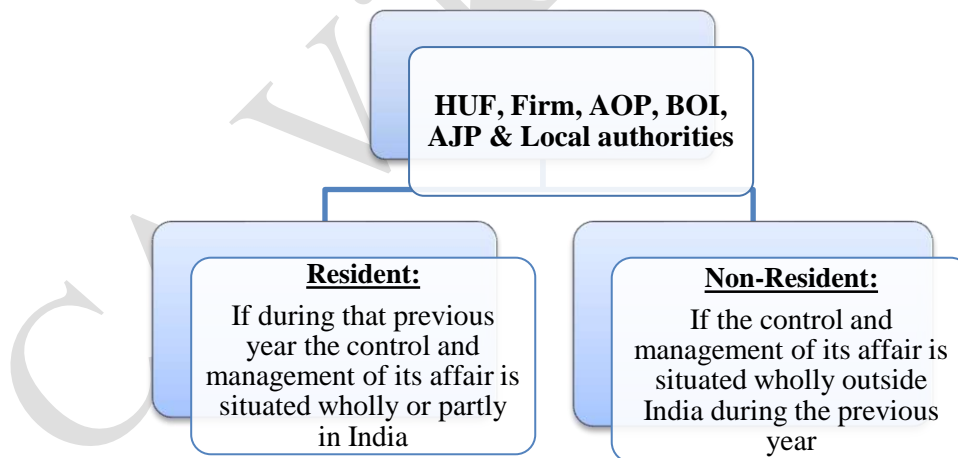 HUF, Firm, AOP, BOI,
AJP & Local authorities
Resident:
If during that previous
year the control and
management of its affair is
situated wholly or partly
in India
Non-Resident:
If the control and
management of its affair is
situated wholly outside
India during the previous
year